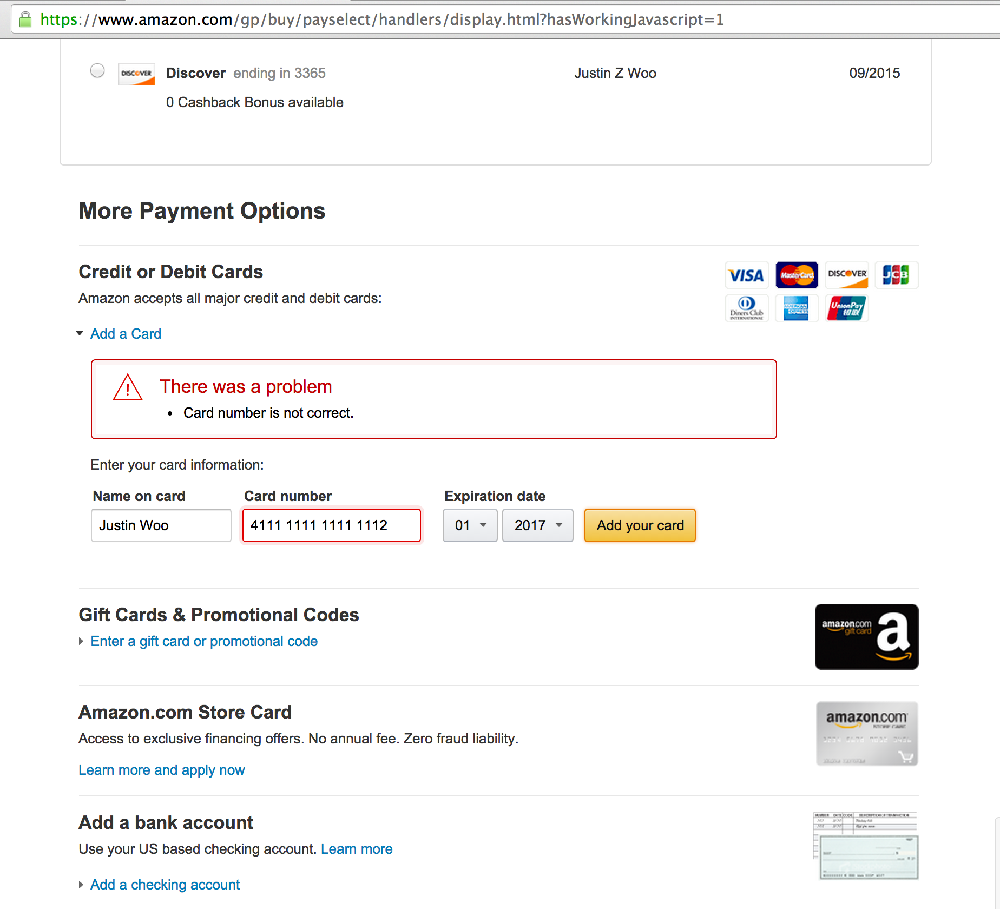 https://www.amazon.com/gp/buy/payselect/handlers/display.html?hasWorkingJavascript=1
DISCOVER Discover ending in 3365 Justin Z Woo 09/2015
0 Cashback Bonus available
More Payment Options
Credit or Debit Cards
VISA MasterCard DISCOVER JCB
Amazon accepts all major credit and debit cards:
Diners Club INTERNATIONAL AMERICAN EXPRESS UnionPay 银联
Add a Card
There was a problem
• Card number is not correct.
Enter your card information:
Name on card Card number Expiration date
Justin Woo 4111 1111 1111 1112 01 2017 Add your card
Gift Cards & Promotional Codes
amazon.com
gift card
a
Enter a gift card or promotional code
Amazon.com Store Card
amazon.com
STORE CARD
Access to exclusive financing offers. No annual fee. Zero fraud liability.
Learn more and apply now
Add a bank account
Use your US based checking account. Learn more
Add a checking account